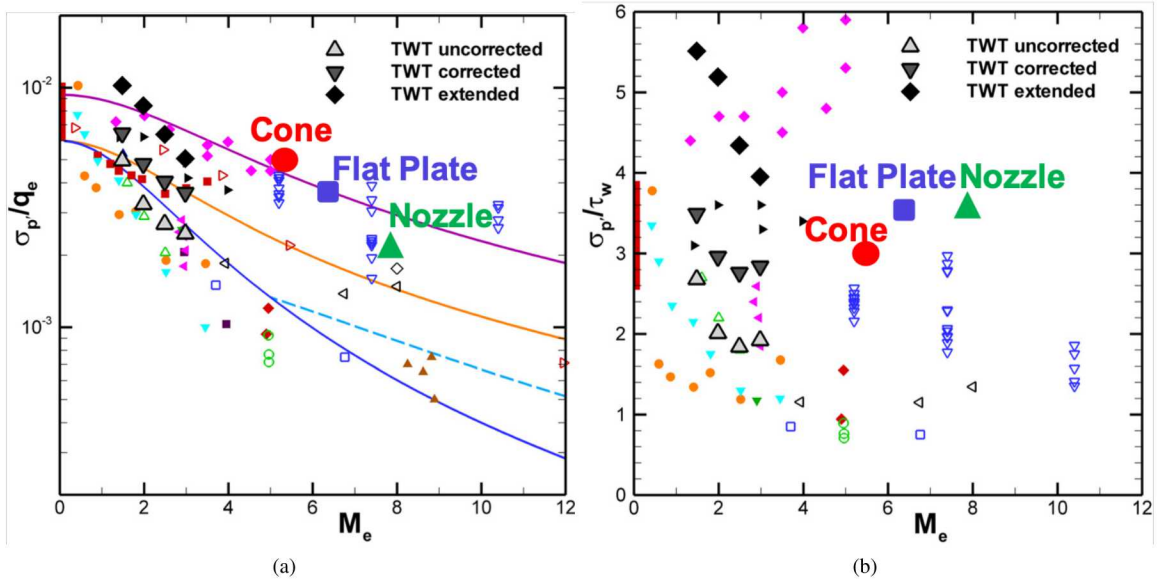 TWT uncorrected
TWT corrected
TWT extended
Cone
Flat Plate
Nozzle
10⁻²
10⁻³
σp'/qe
0 2 4 6 8 10 12
Me
(a)
TWT uncorrected
TWT corrected
TWT extended
Flat Plate Nozzle
Cone
6
5
4
3
2
1
0
σp'/τw
0 2 4 6 8 10 12
Me
(b)